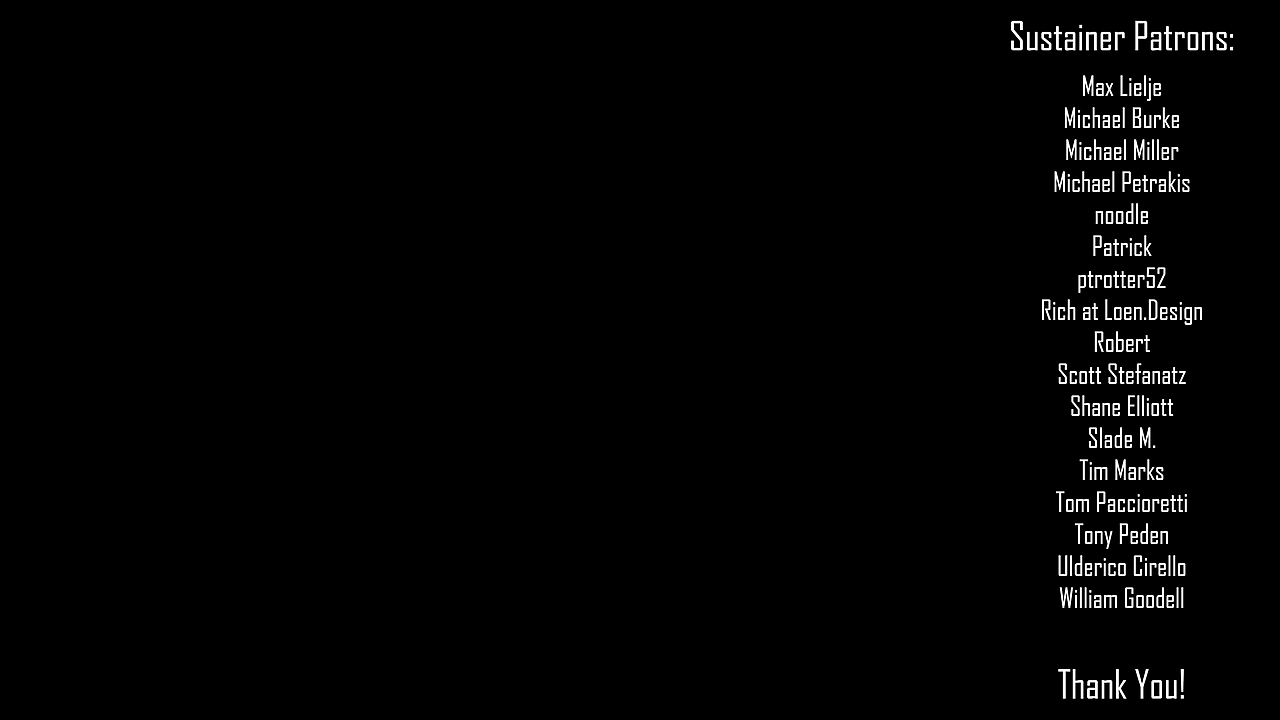 Sustainer Patrons:
Max Lielje
Michael Burke
Michael Miller
Michael Petrakis
noodle
Patrick
ptrotter52
Rich at Loen.Design
Robert
Scott Stefanatz
Shane Elliott
Slade M.
Tim Marks
Tom Paccioretti
Tony Peden
Ulderico Cirello
William Goodell
Thank You!